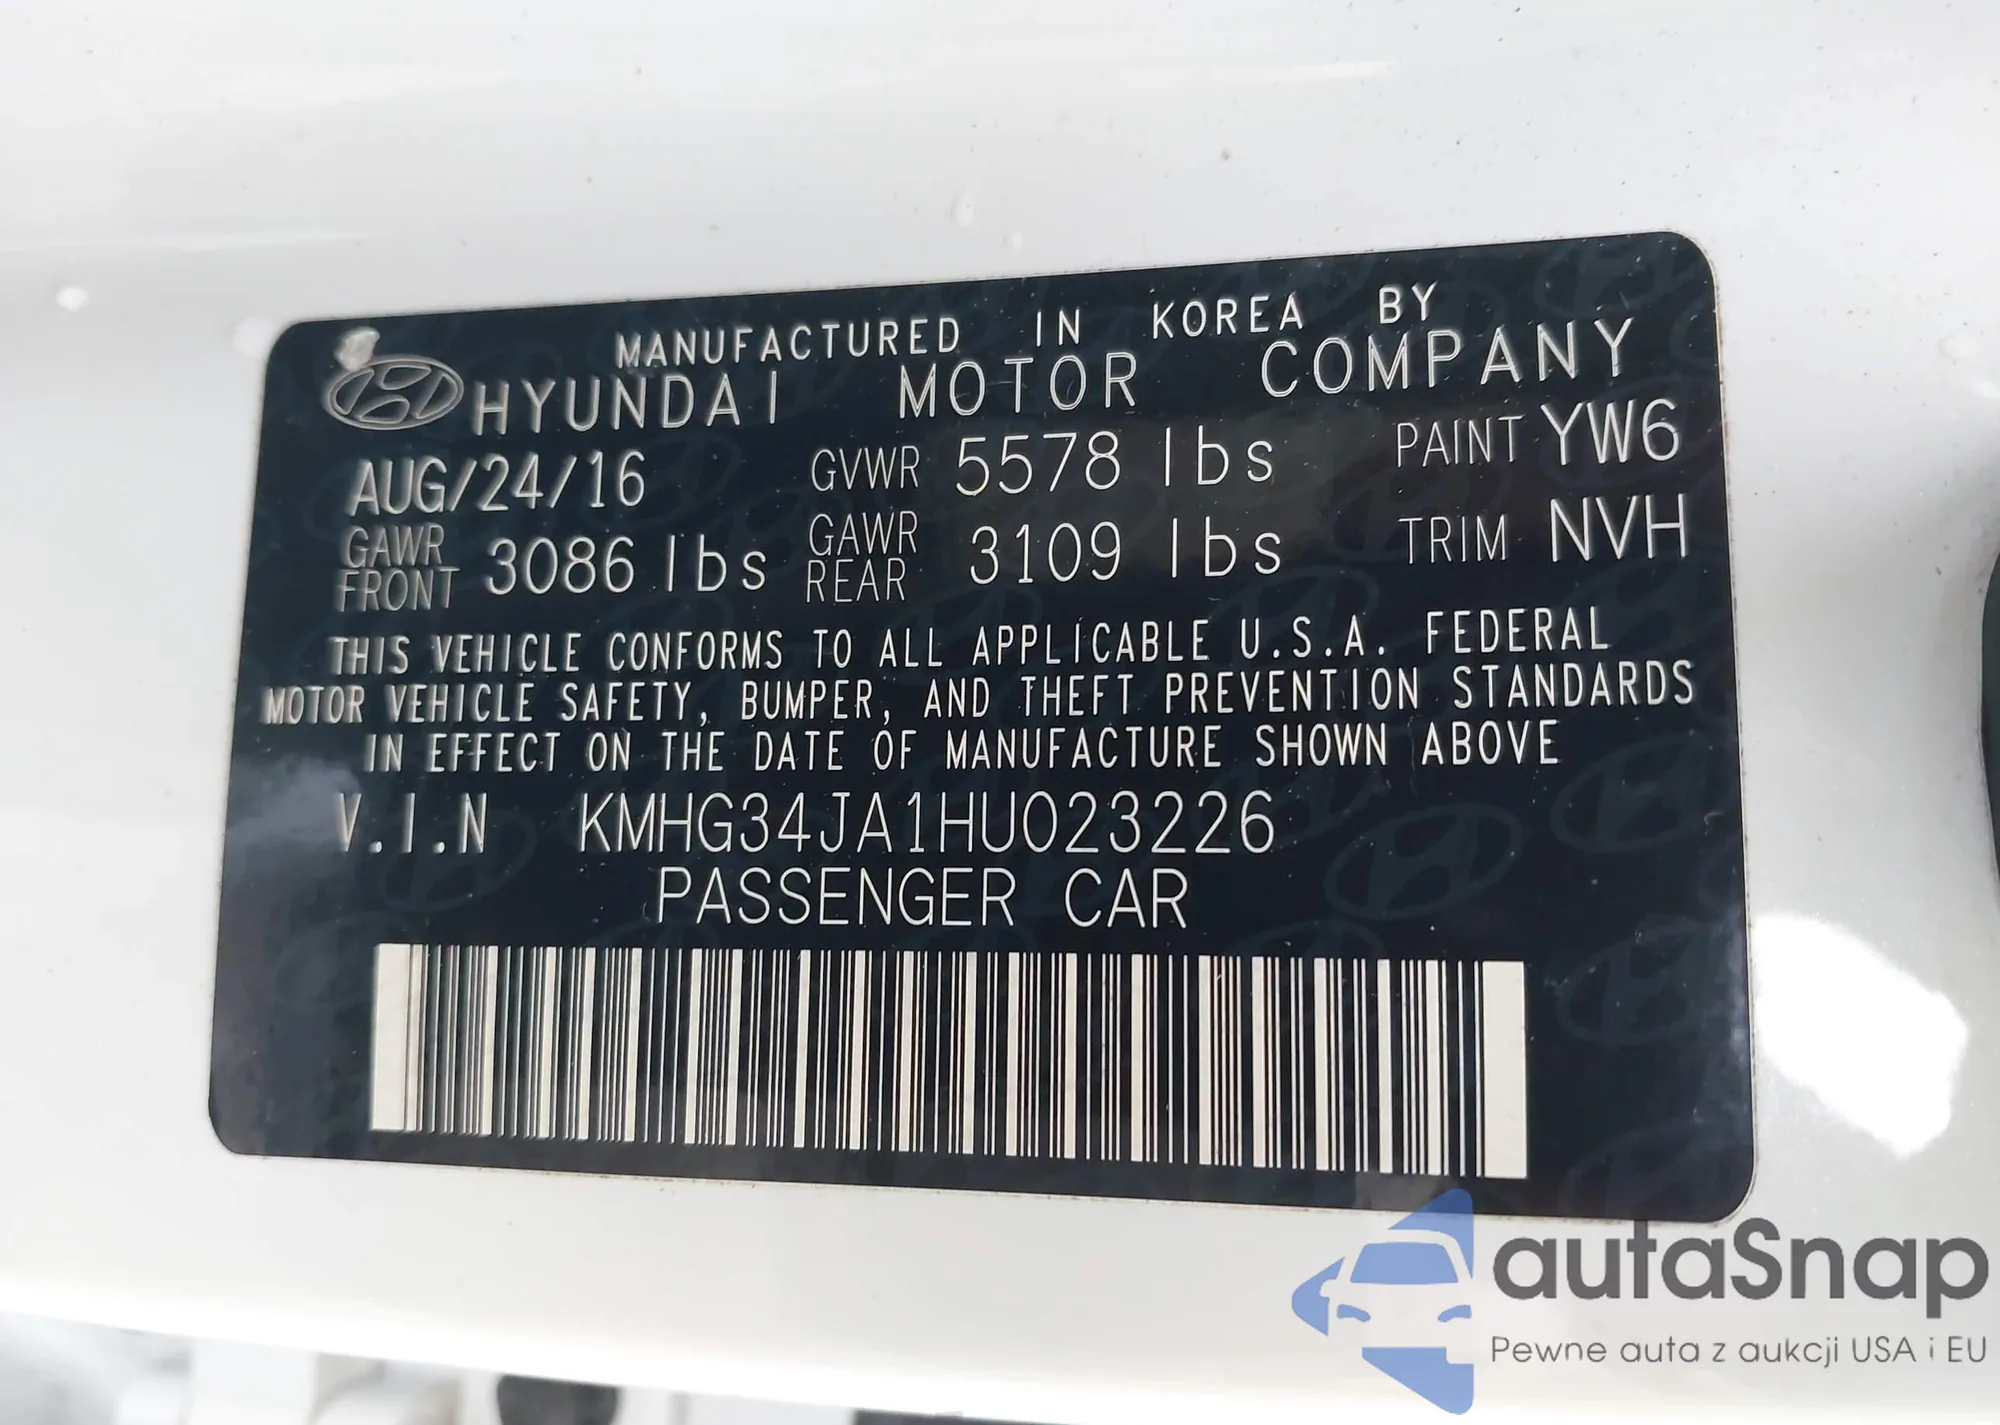 MANUFACTURED IN KOREA BY
HYUNDAI MOTOR COMPANY
AUG/24/16 GVWR 5578 lbs PAINT YW6
GAWR FRONT 3086 lbs GAWR REAR 3109 lbs TRIM NVH
THIS VEHICLE CONFORMS TO ALL APPLICABLE U.S.A. FEDERAL
MOTOR VEHICLE SAFETY, BUMPER, AND THEFT PREVENTION STANDARDS
IN EFFECT ON THE DATE OF MANUFACTURE SHOWN ABOVE
V.I.N KMHG34JA1HU023226
PASSENGER CAR
autaSnap
Pewne auta z aukcji USA i EU